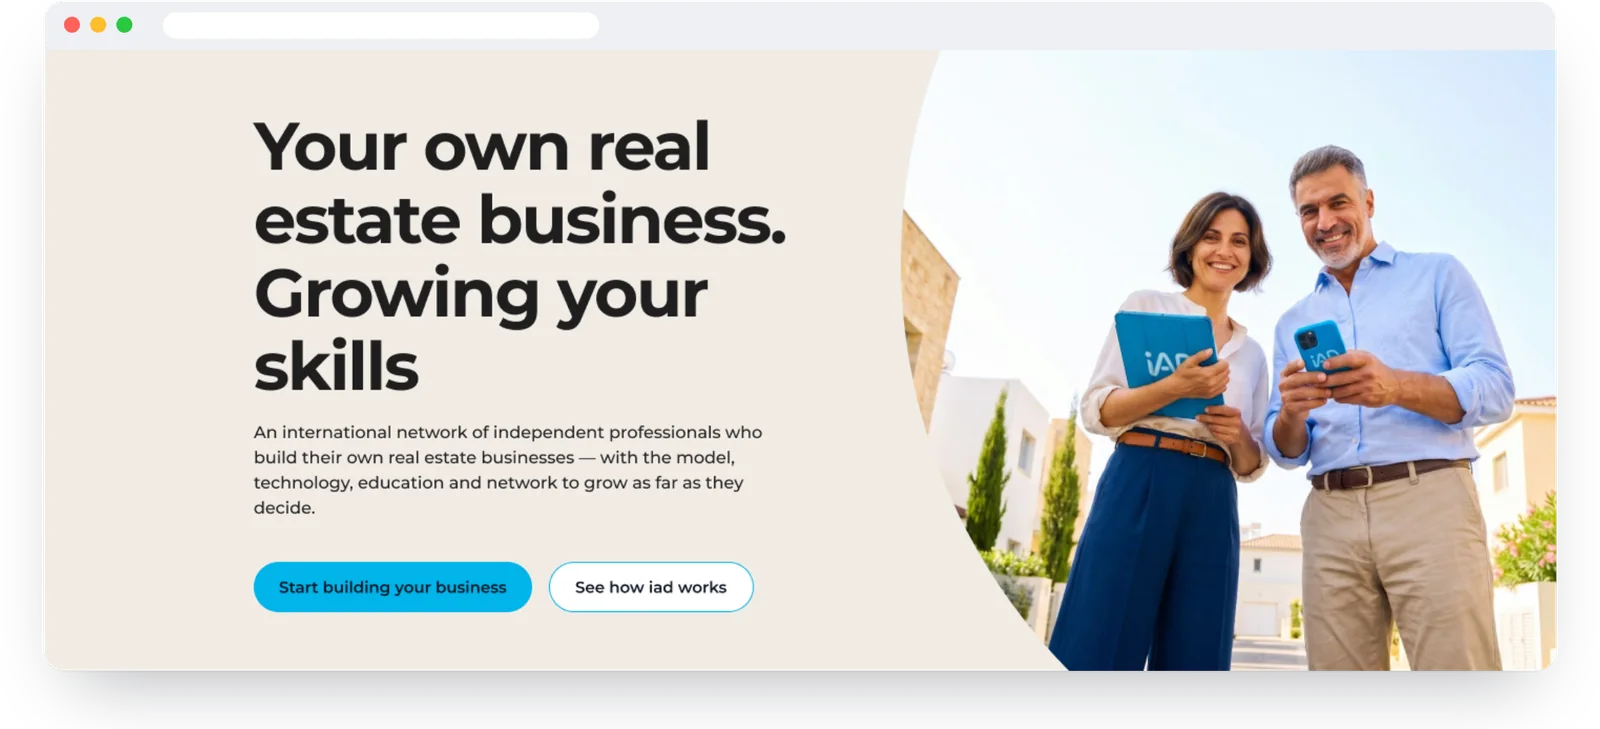 Your own real
estate business.
Growing your
skills
An international network of independent professionals who
build their own real estate businesses — with the model,
technology, education and network to grow as far as they
decide.
Start building your business
See how iad works
iAD